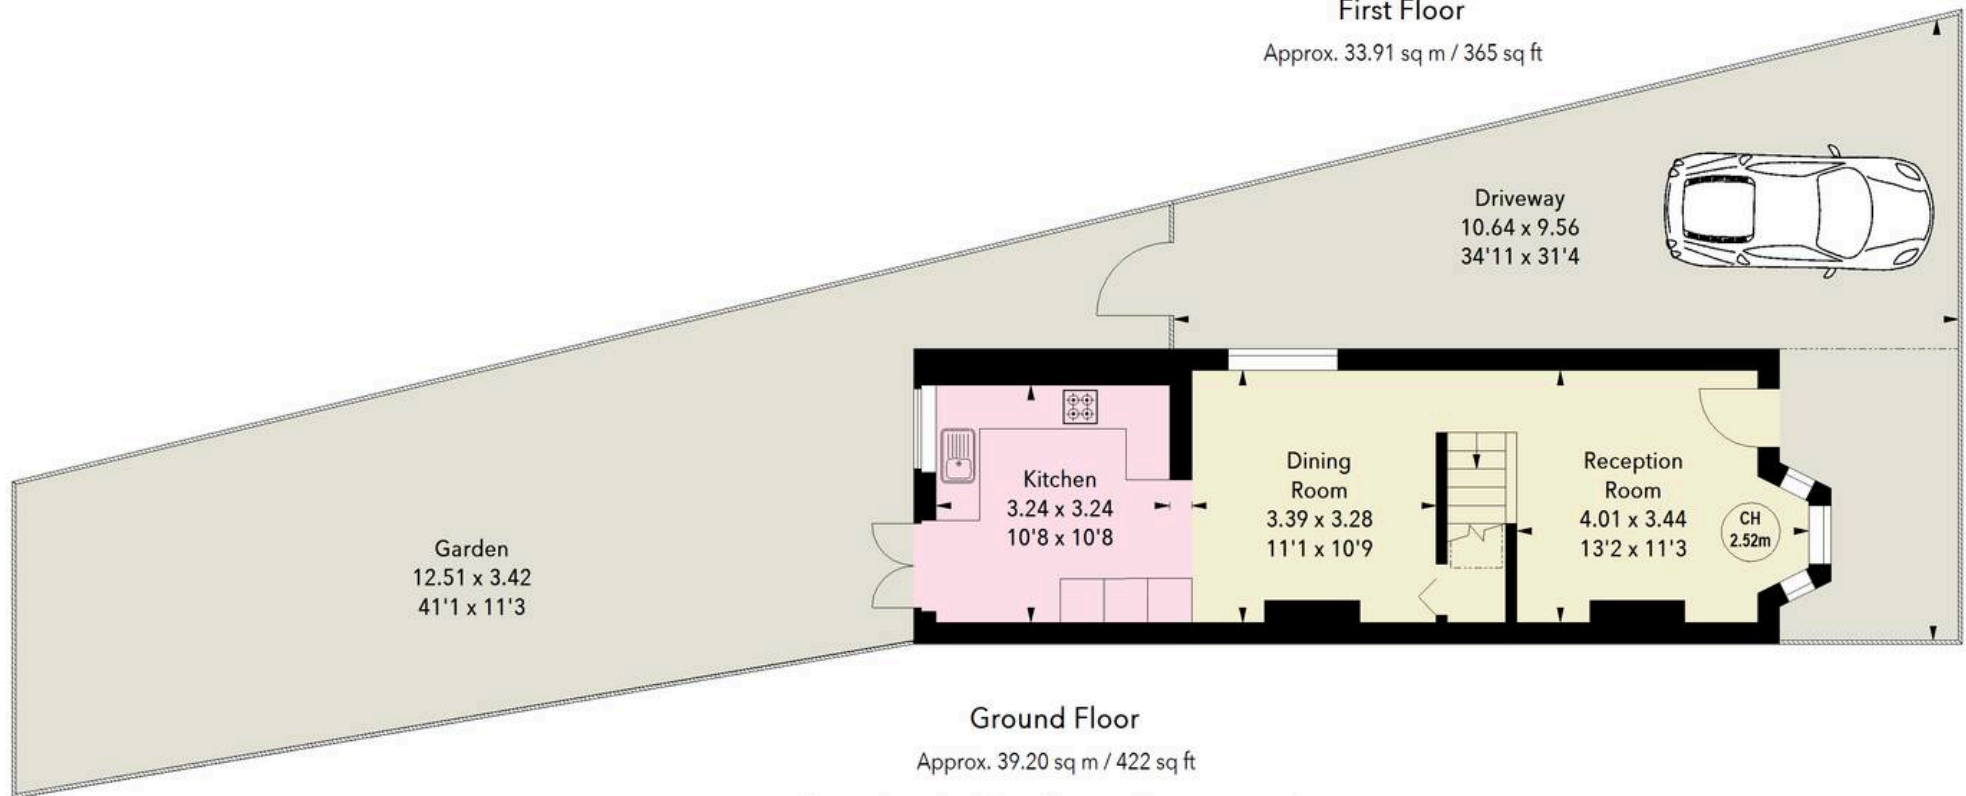 First Floor
Approx. 33.91 sq m / 365 sq ft
Driveway
10.64 x 9.56
34'11 x 31'4
Kitchen
3.24 x 3.24
10'8 x 10'8
Dining
Room
3.39 x 3.28
11'1 x 10'9
Reception
Room
4.01 x 3.44
13'2 x 11'3
CH
2.52m
Garden
12.51 x 3.42
41'1 x 11'3
Ground Floor
Approx. 39.20 sq m / 422 sq ft